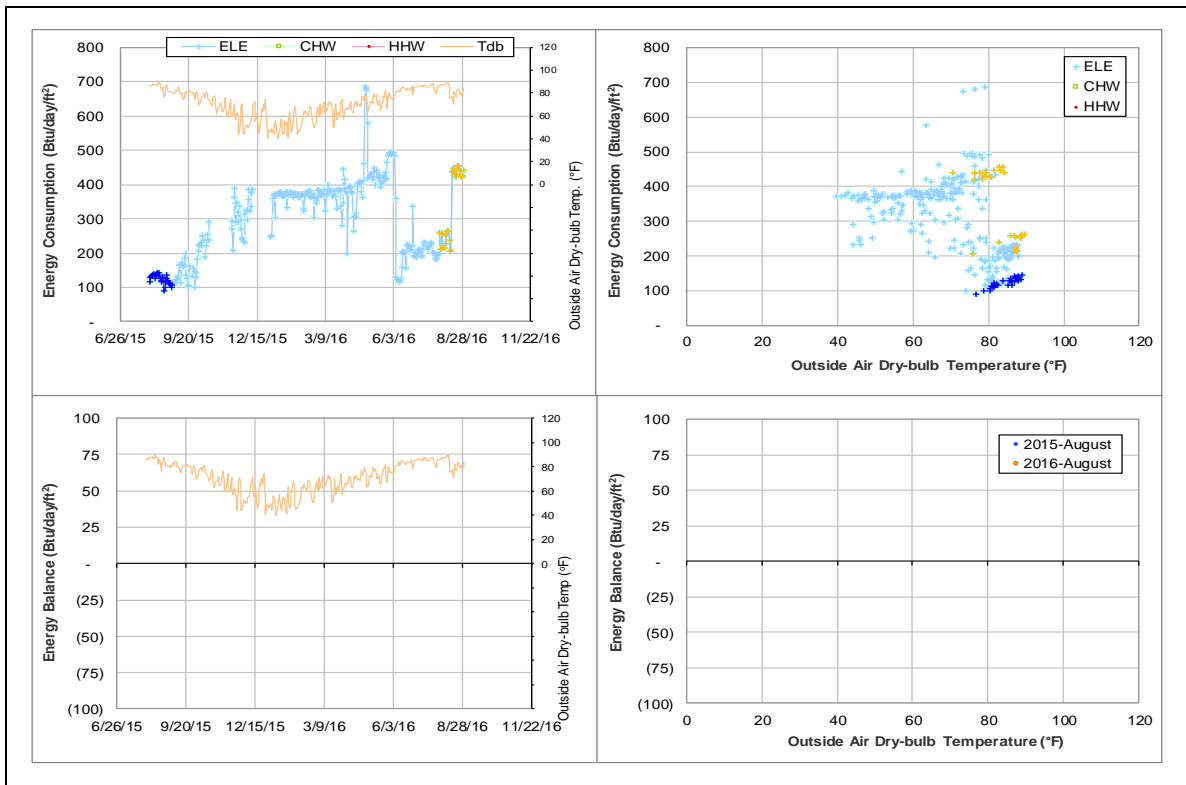 ELE CHW HHW Tdb
Energy Consumption (Btu/day/ft²)
800
700
600
500
400
300
200
100
-
120
100
80
60
40
20
0
Outside Air Dry-bulb Temp. (°F)
6/26/15 9/20/15 12/15/15 3/9/16 6/3/16 8/28/16 11/22/16
ELE
CHW
HHW
Energy Consumption (Btu/day/ft²)
800
700
600
500
400
300
200
100
-
0 20 40 60 80 100 120
Outside Air Dry-bulb Temperature (°F)
Energy Balance (Btu/day/ft²)
100
75
50
25
-
(25)
(50)
(75)
(100)
120
100
80
60
40
20
0
Outside Air Dry-bulb Temp (°F)
6/26/15 9/20/15 12/15/15 3/9/16 6/3/16 8/28/16 11/22/16
2015-August
2016-August
Energy Balance (Btu/day/ft²)
100
75
50
25
-
(25)
(50)
(75)
(100)
0 20 40 60 80 100 120
Outside Air Dry-bulb Temperature (°F)